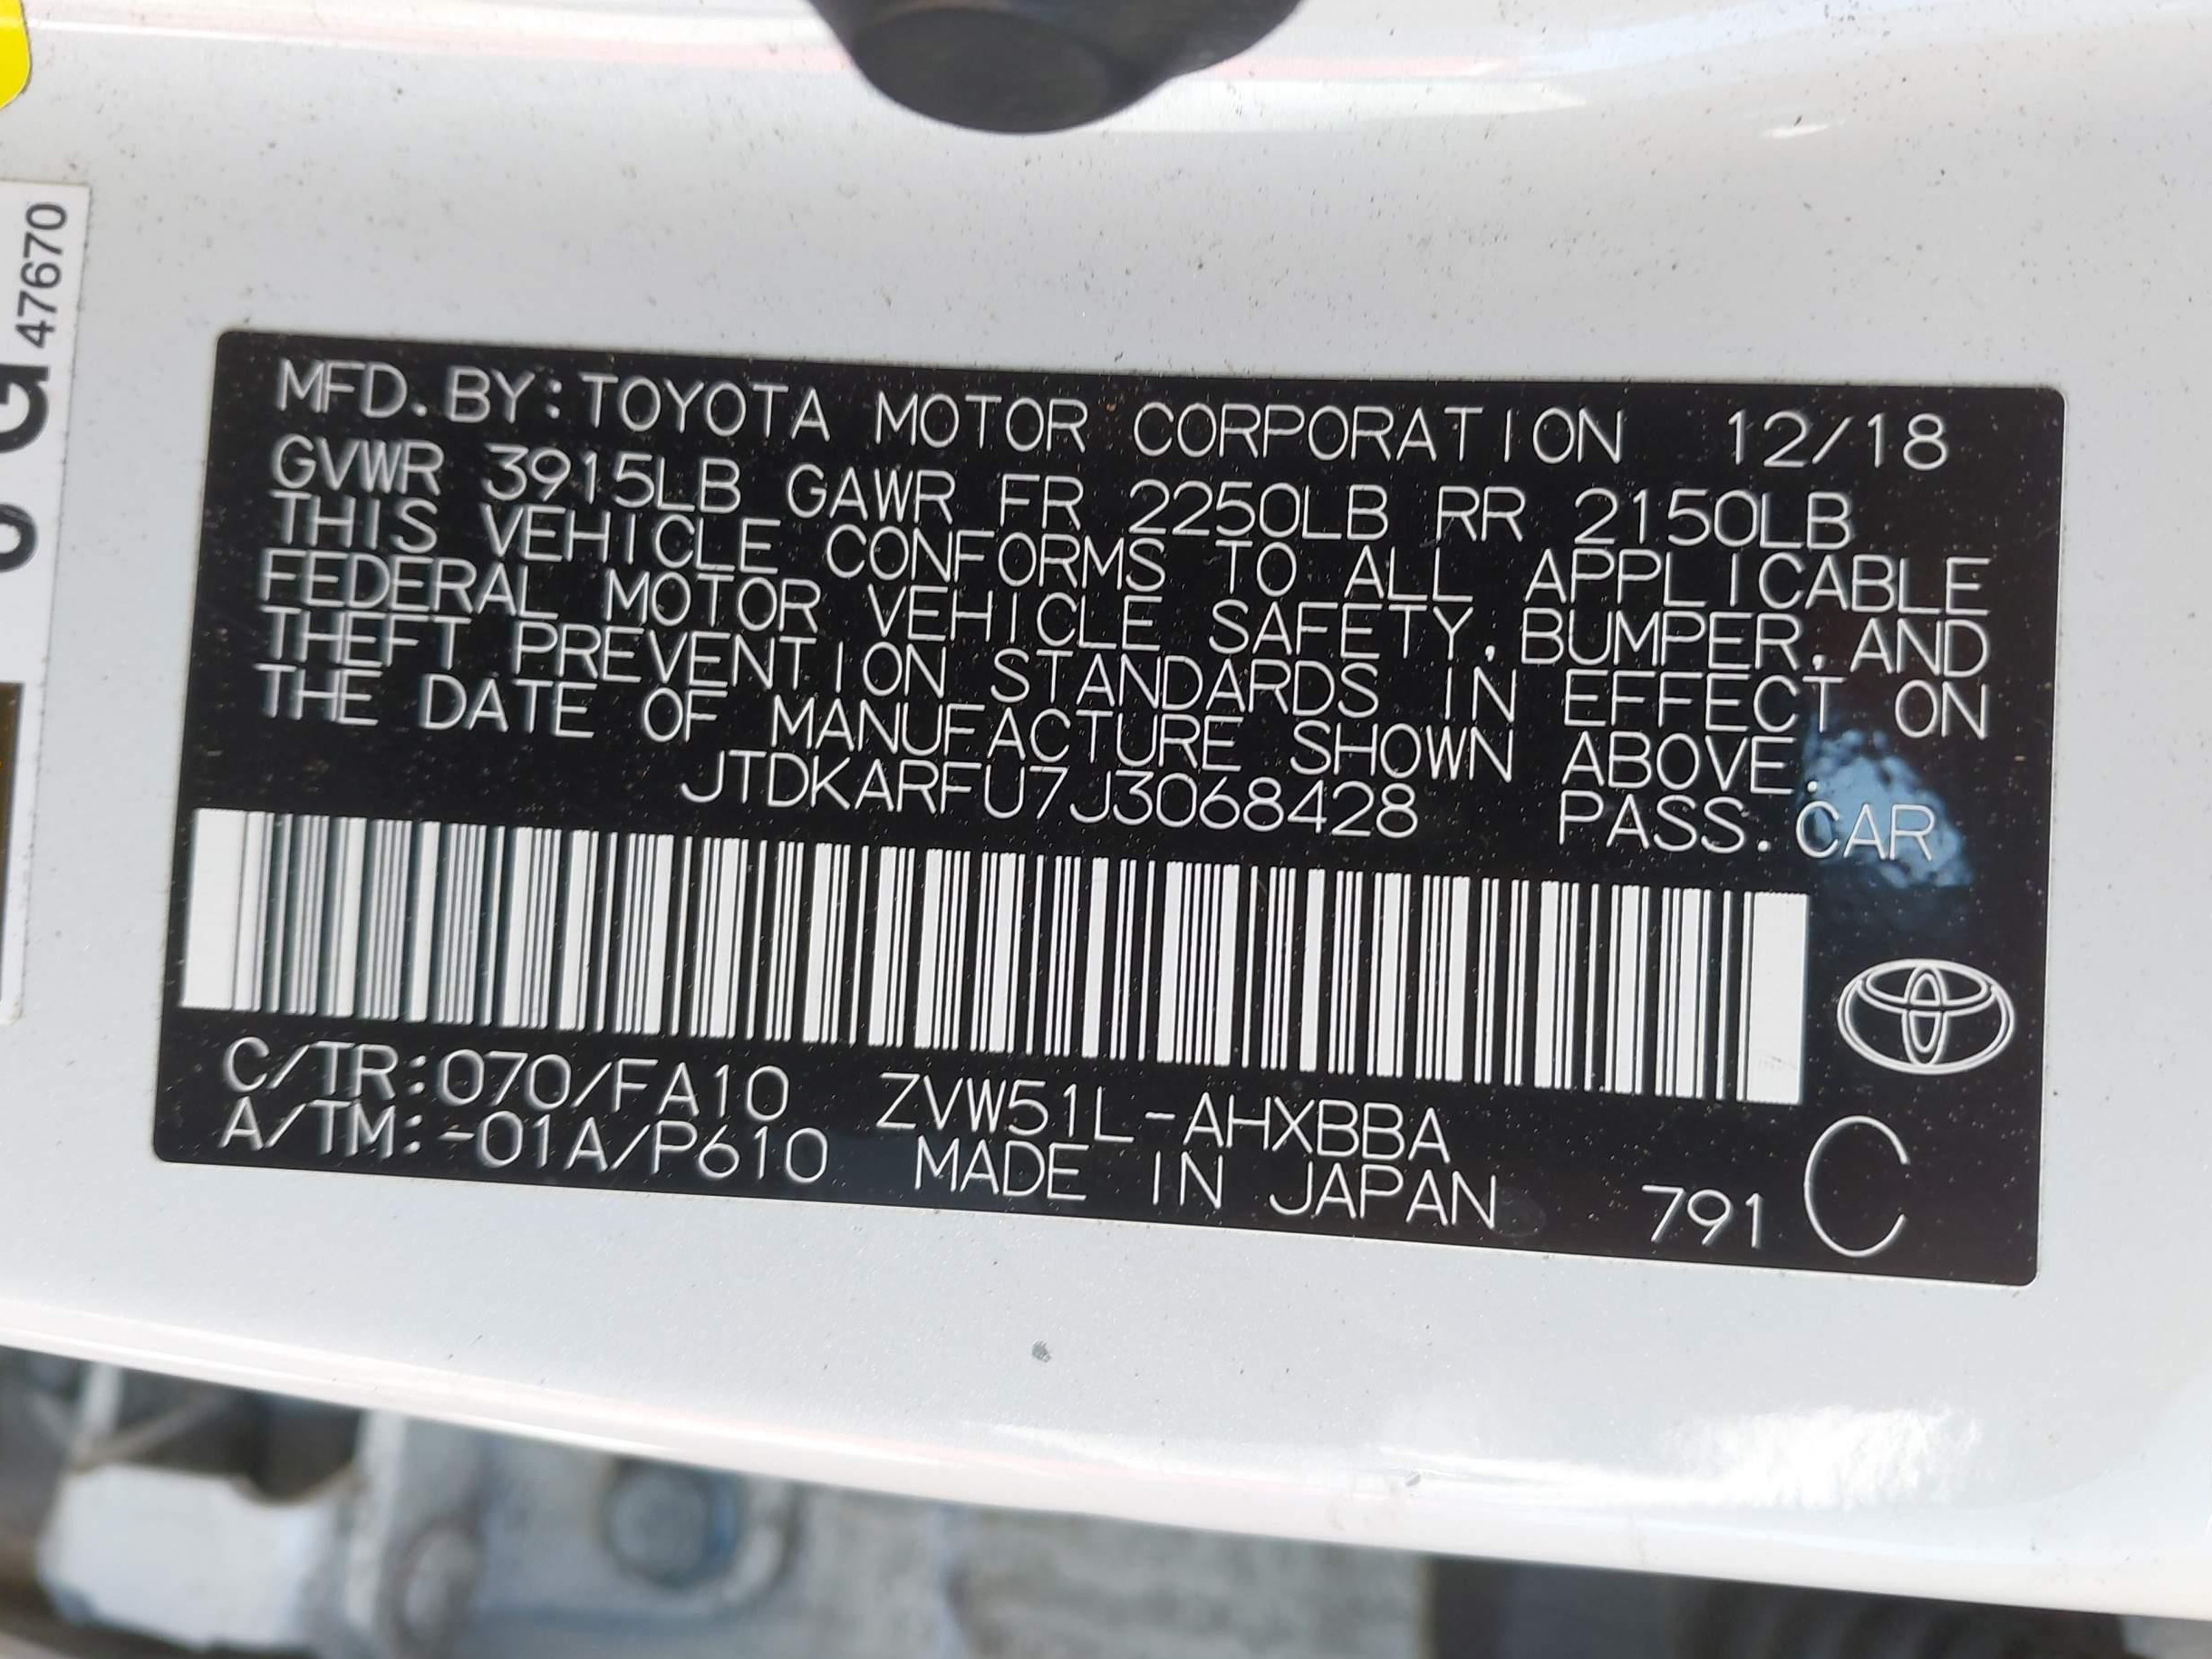 47670
G
MFD. BY: TOYOTA MOTOR CORPORATION 12/18
GVWR 3915LB GAWR FR 2250LB RR 2150LB
THIS VEHICLE CONFORMS TO ALL APPLICABLE
FEDERAL MOTOR VEHICLE SAFETY, BUMPER, AND
THEFT PREVENTION STANDARDS IN EFFECT ON
THE DATE OF MANUFACTURE SHOWN ABOVE.
JTDKARFU7J3068428 PASS. CAR
C/TR: 070/FA10 ZVW51L-AHXBBA
A/TM: -01A/P610 MADE IN JAPAN 791 C